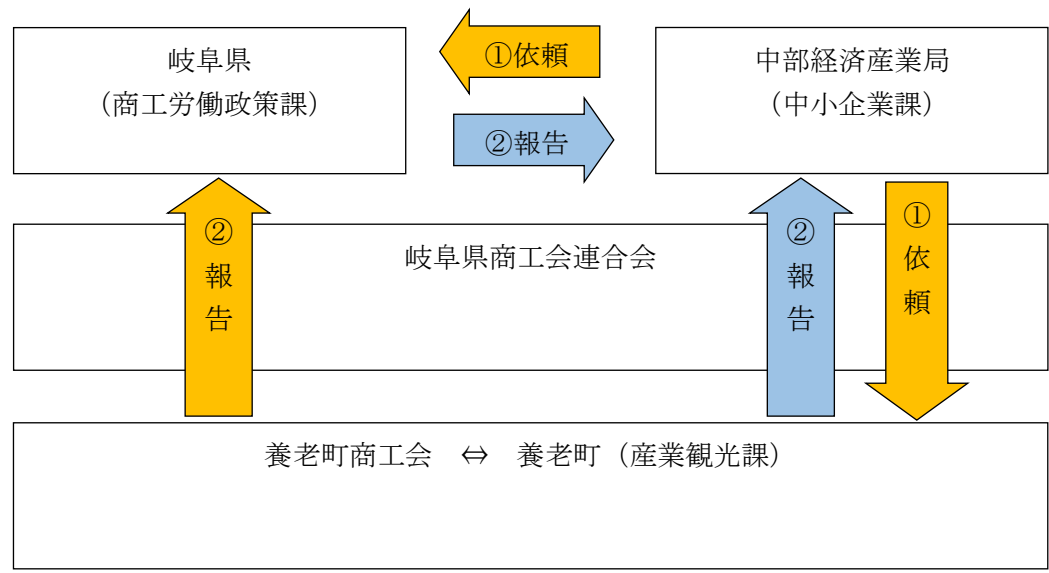 岐阜県
（商工労働政策課）
①依頼
②報告
中部経済産業局
（中小企業課）
②報告
岐阜県商工会連合会
②報告
①依頼
養老町商工会　⇔　養老町（産業観光課）